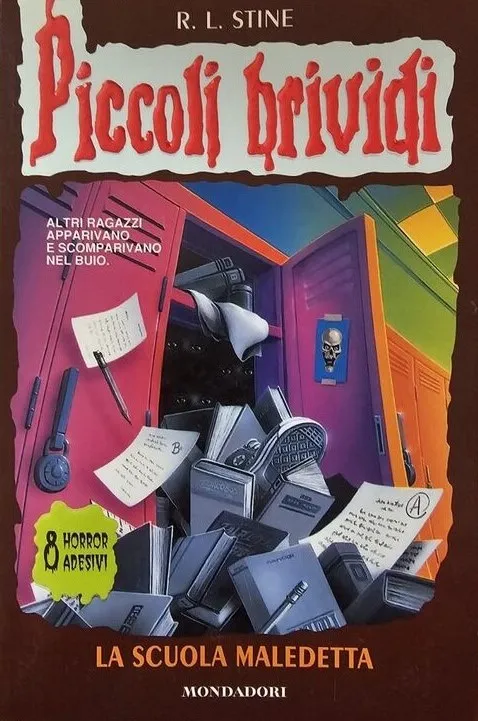 R. L. STINE
Piccoli brividi
ALTRI RAGAZZI
APPARIVANO
E SCOMPARIVANO
NEL BUIO.
B+
A
8 HORROR
ADESIVI
LA SCUOLA MALEDETTA
MONDADORI